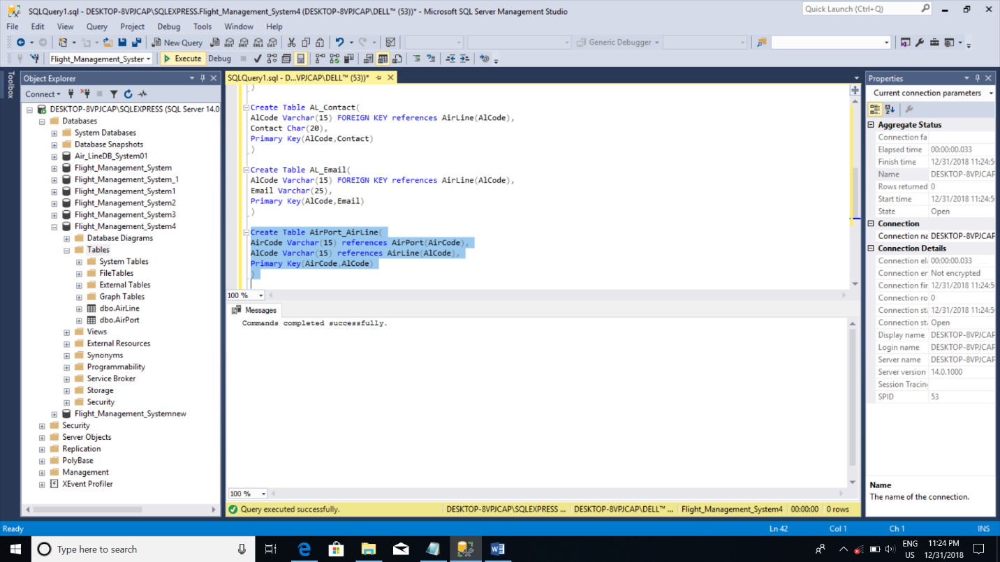 SQLQuery1.sql - DESKTOP-8VPJCAP\SQLEXPRESS.Flight_Management_System4 (DESKTOP-8VPJCAP\DELL™ (53))* - Microsoft SQL Server Management Studio
Quick Launch (Ctrl+Q)
File Edit View Query Project Debug Tools Window Help
New Query
Generic Debugger
Flight_Management_Syster
Execute Debug
Toolbox
Object Explorer
Connect
DESKTOP-8VPJCAP\SQLEXPRESS (SQL Server 14.0
Databases
System Databases
Database Snapshots
Air_LineDB_System01
Flight_Management_System
Flight_Management_System_1
Flight_Management_System1
Flight_Management_System2
Flight_Management_System3
Flight_Management_System4
Database Diagrams
Tables
System Tables
FileTables
External Tables
Graph Tables
dbo.AirLine
dbo.AirPort
Views
External Resources
Synonyms
Programmability
Service Broker
Storage
Security
Flight_Management_Systemnew
Security
Server Objects
Replication
PolyBase
Management
XEvent Profiler
SQLQuery1.sql - D...VPJCAP\DELL™ (53))*
)
Create Table AL_Contact(
AlCode Varchar(15) FOREIGN KEY references AirLine(AlCode),
Contact Char(20),
Primary Key(AlCode,Contact)
)
Create Table AL_Email(
AlCode Varchar(15) FOREIGN KEY references AirLine(AlCode),
Email Varchar(25),
Primary Key(AlCode,Email)
)
Create Table AirPort_AirLine(
AirCode Varchar(15) references AirPort(AirCode),
AlCode Varchar(15) references AirLine(AlCode),
Primary Key(AirCode,AlCode)
)
100 %
Messages
Commands completed successfully.
100 %
Query executed successfully.
DESKTOP-8VPJCAP\SQLEXPRESS ... DESKTOP-8VPJCAP\DELL™ ... Flight_Management_System4 00:00:00 0 rows
Properties
Current connection parameters
Aggregate Status
Connection fa
Elapsed time 00:00:00.033
Finish time 12/31/2018 11:24:5
Name DESKTOP-8VPJCAP
Rows returned 0
Start time 12/31/2018 11:24:5
State Open
Connection
Connection na DESKTOP-8VPJCAP
Connection Details
Connection el 00:00:00.033
Connection er Not encrypted
Connection fir 12/31/2018 11:24:5
Connection ro 0
Connection st 12/31/2018 11:24:5
Connection st Open
Display name DESKTOP-8VPJCAP
Login name DESKTOP-8VPJCAP
Server name DESKTOP-8VPJCAP
Server version 14.0.1000
Session Tracin
SPID 53
Name
The name of the connection.
Ready Ln 42 Col 1 Ch 1 INS
Type here to search
ENG
US
11:24 PM
12/31/2018